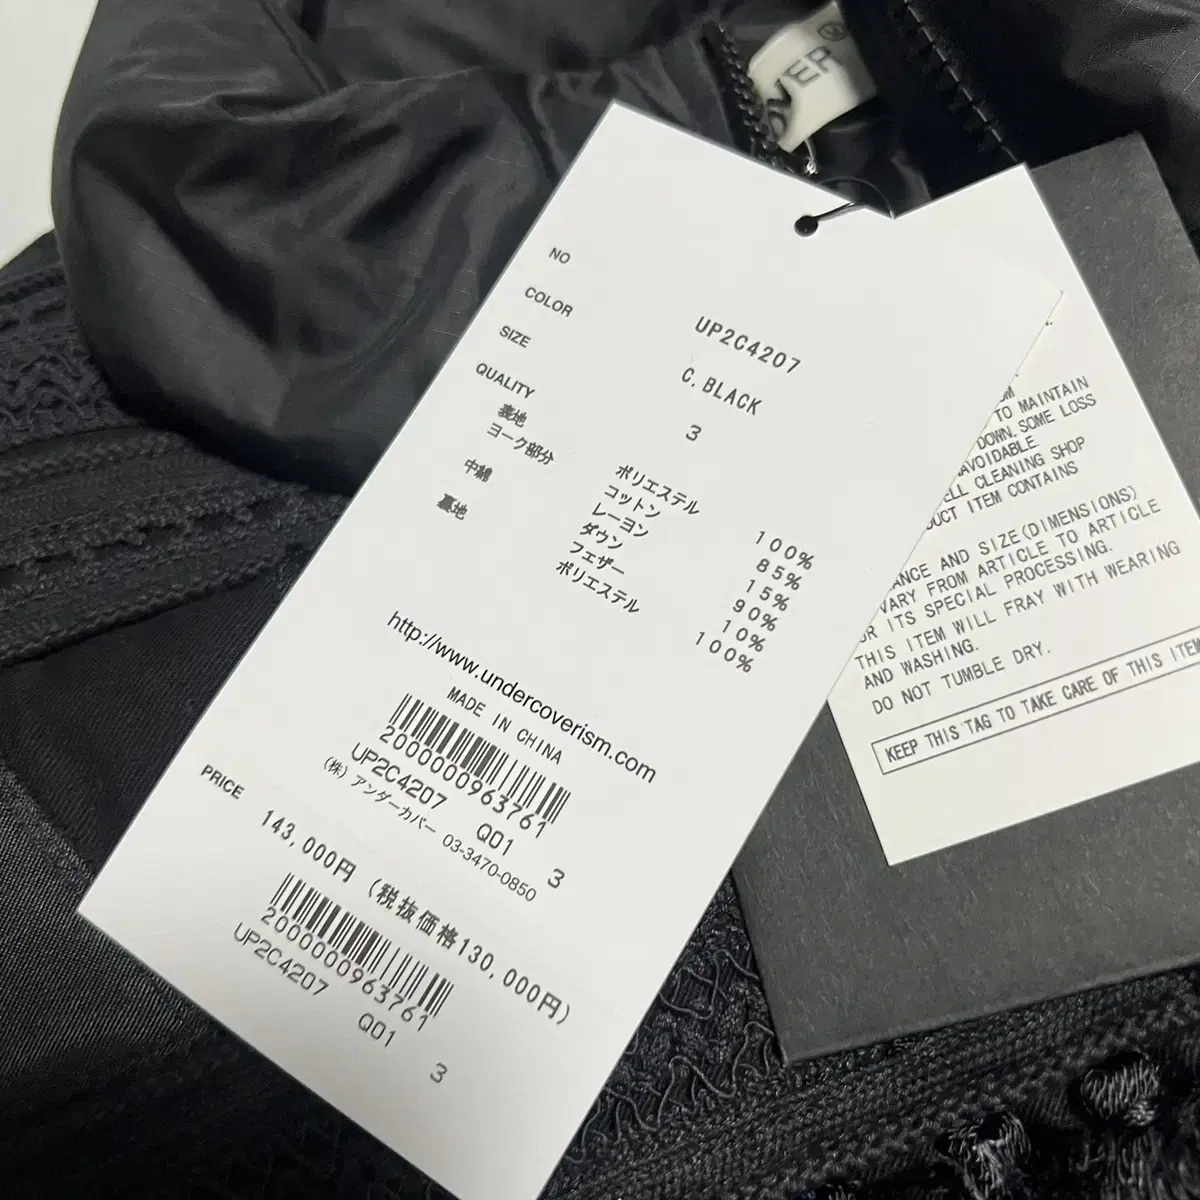 OVER
NO UP2C4207
COLOR C.BLACK
SIZE 3
QUALITY
表地 ポリエステル 100%
ヨーク部分 コットン 85%
レーヨン 15%
中綿 ダウン 90%
フェザー 10%
裏地 ポリエステル 100%
http://www.undercoverism.com
MADE IN CHINA
2000000963761
UP2C4207 Q01 3
(株) アンダーカバー 03-3470-0850
PRICE 143,000円 (税抜価格130,000円)
2000000963761
UP2C4207 Q01 3
TO MAINTAIN
DOWN. SOME LOSS
CLEANING SHOP
ITEM CONTAINS
AND SIZE(DIMENSIONS)
VARY FROM ARTICLE TO ARTICLE
ITS SPECIAL PROCESSING.
THIS ITEM WILL FRAY WITH WEARING
AND WASHING.
DO NOT TUMBLE DRY.
KEEP THIS TAG TO TAKE CARE OF THIS ITEM